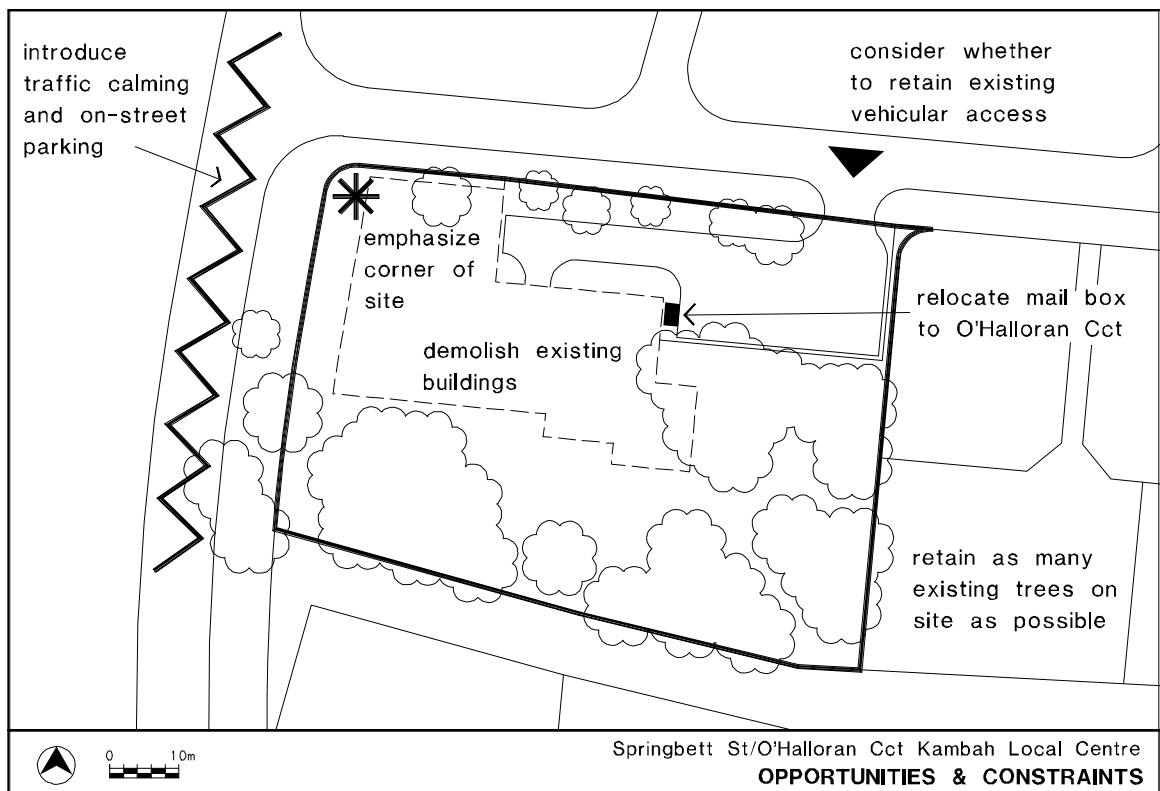 introduce
traffic calming
and on-street
parking
consider whether
to retain existing
vehicular access
emphasize
corner of
site
relocate mail box
to O'Halloran Cct
demolish existing
buildings
retain as many
existing trees on
site as possible
0 10m
Springbett St/O'Halloran Cct Kambah Local Centre
OPPORTUNITIES & CONSTRAINTS